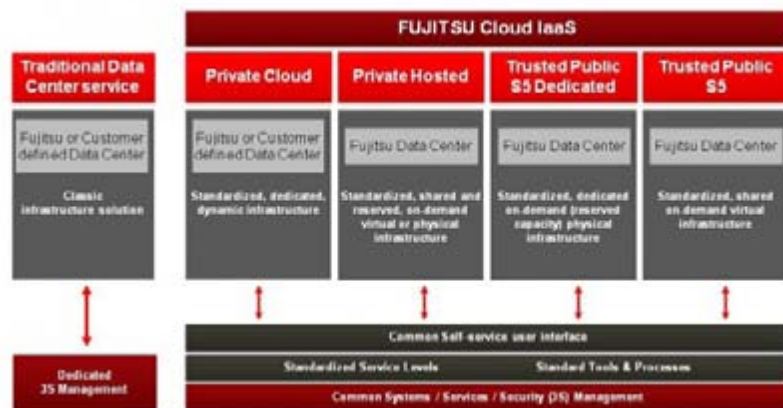 FUJITSU Cloud IaaS
Traditional Data
Center service
Private Cloud
Private Hosted
Trusted Public
S5 Dedicated
Trusted Public
S5
Fujitsu or Customer
defined Data Center
Classic
infrastructure solution
Fujitsu or Customer
defined Data Center
Standardized, dedicated,
dynamic infrastructure
Fujitsu Data Center
Standardized, shared and
reserved, on-demand
virtual or physical
infrastructure
Fujitsu Data Center
Standardized, dedicated
on-demand (reserved
capacity) physical
infrastructure
Fujitsu Data Center
Standardized, shared
on-demand virtual
infrastructure
Common Self-service user interface
Standardized Service Levels
Standard Tools & Processes
Dedicated
3S Management
Common Systems / Services / Security (3S) Management